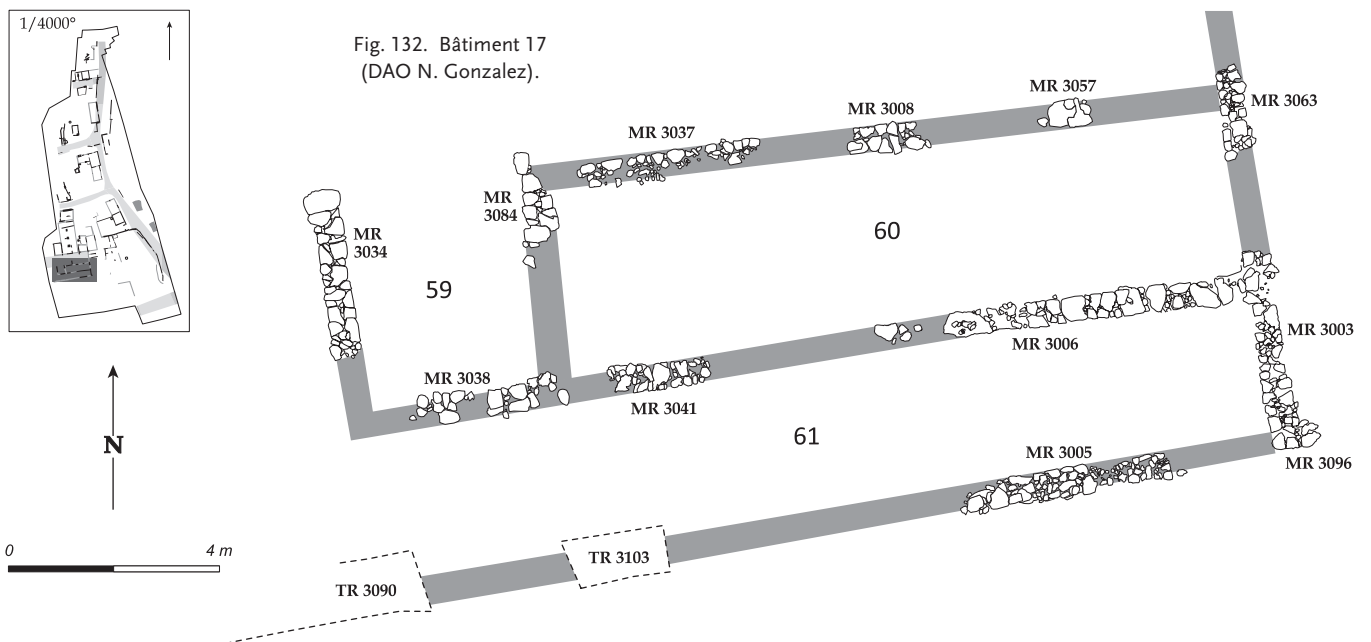 1/4000°
Fig. 132. Bâtiment 17
(DAO N. Gonzalez).
MR 3057
MR 3008
MR 3063
MR 3037
MR
3084
MR
3034
60
59
MR 3003
MR 3006
MR 3038
MR 3041
61
N
MR 3005
MR 3096
0
4 m
TR 3103
TR 3090